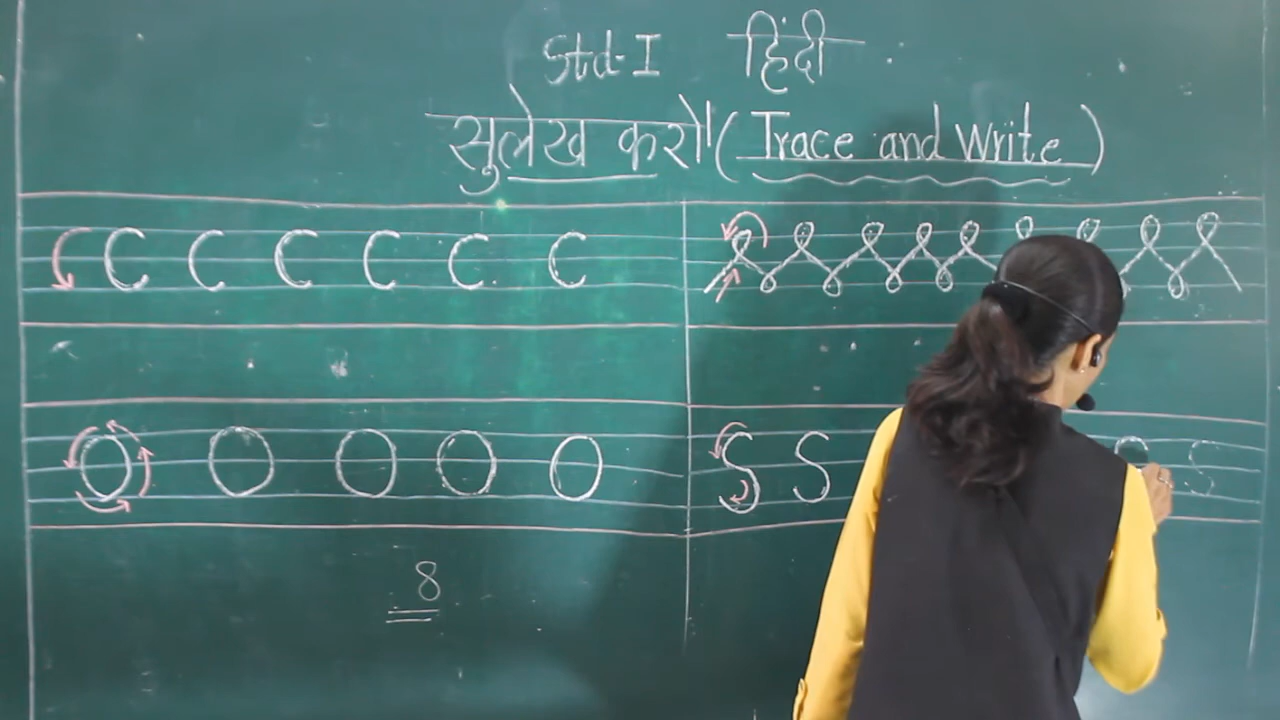 Std-I हिंदी
सुलेख करो। (Trace and Write)
C C C C C C
O O O O O
S S S
8